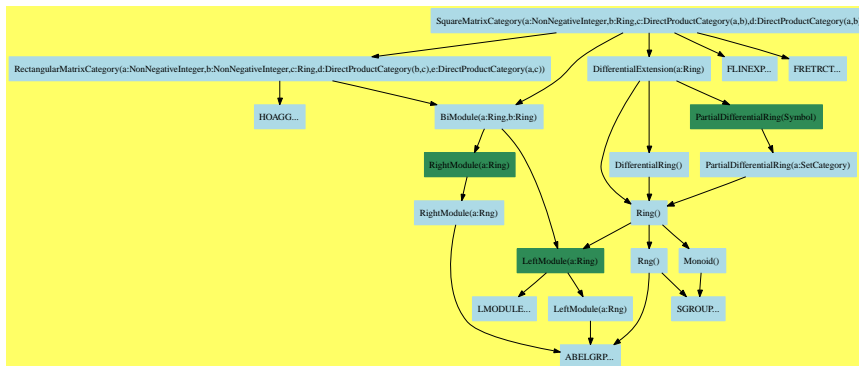 SquareMatrixCategory(a:NonNegativeInteger,b:Ring,c:DirectProductCategory(a,b),d:DirectProductCategory(a,b
RectangularMatrixCategory(a:NonNegativeInteger,b:NonNegativeInteger,c:Ring,d:DirectProductCategory(b,c),e:DirectProductCategory(a,c))
DifferentialExtension(a:Ring)
FLINEXP...
FRETRCT...
HOAGG...
BiModule(a:Ring,b:Ring)
PartialDifferentialRing(Symbol)
RightModule(a:Ring)
DifferentialRing()
PartialDifferentialRing(a:SetCategory)
RightModule(a:Rng)
Ring()
LeftModule(a:Ring)
Rng()
Monoid()
LMODULE...
LeftModule(a:Rng)
SGROUP...
ABELGRP...